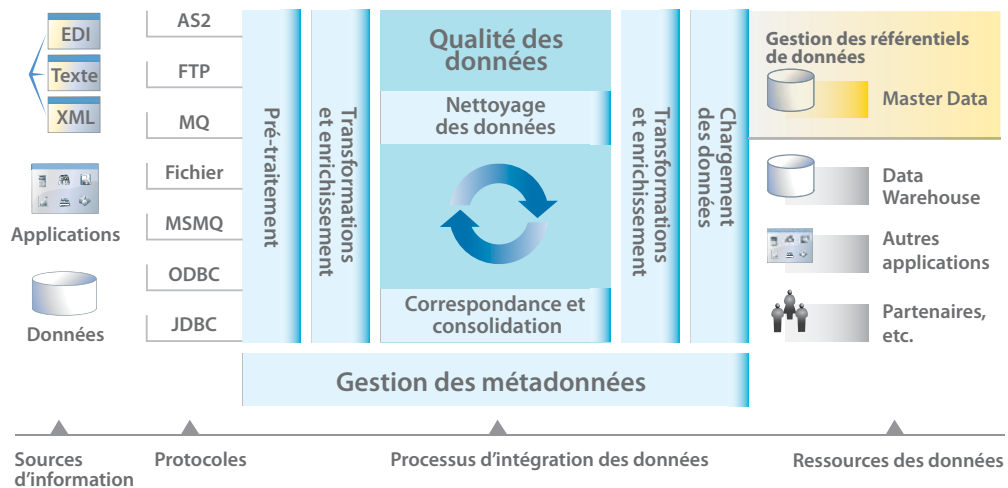 EDI
Texte
XML
Applications
Données
AS2
FTP
MQ
Fichier
MSMQ
ODBC
JDBC
Pré-traitement
Transformations
et enrichissement
Qualité des
données
Nettoyage
des données
Correspondance et
consolidation
Transformations
et enrichissement
Chargement
des données
Gestion des métadonnées
Gestion des référentiels
de données
Master Data
Data
Warehouse
Autres
applications
Partenaires,
etc.
Sources
d’information
Protocoles
Processus d’intégration des données
Ressources des données